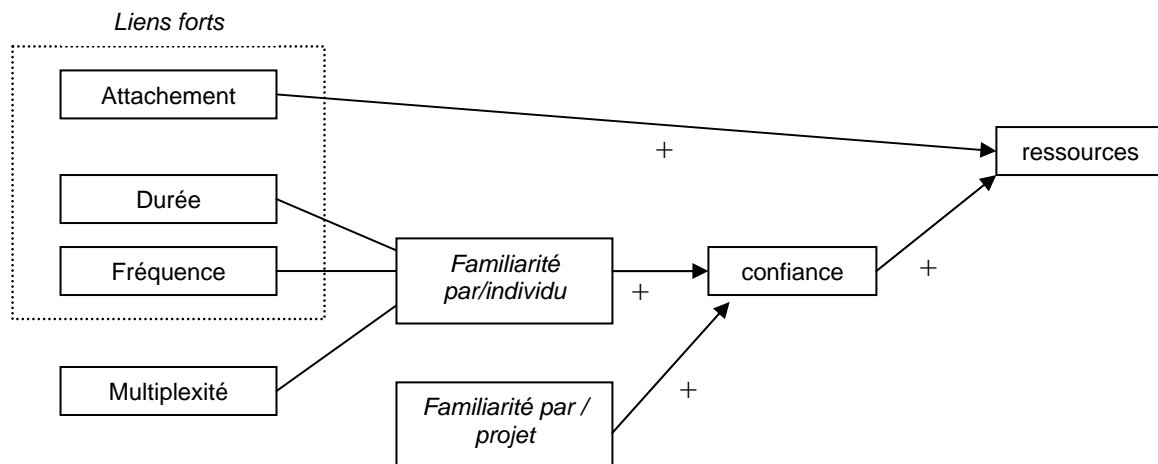 Liens forts
Attachement
+
ressources
Durée
Fréquence
Familiarité
par/individu
+
confiance
+
Multiplexité
Familiarité par /
projet
+